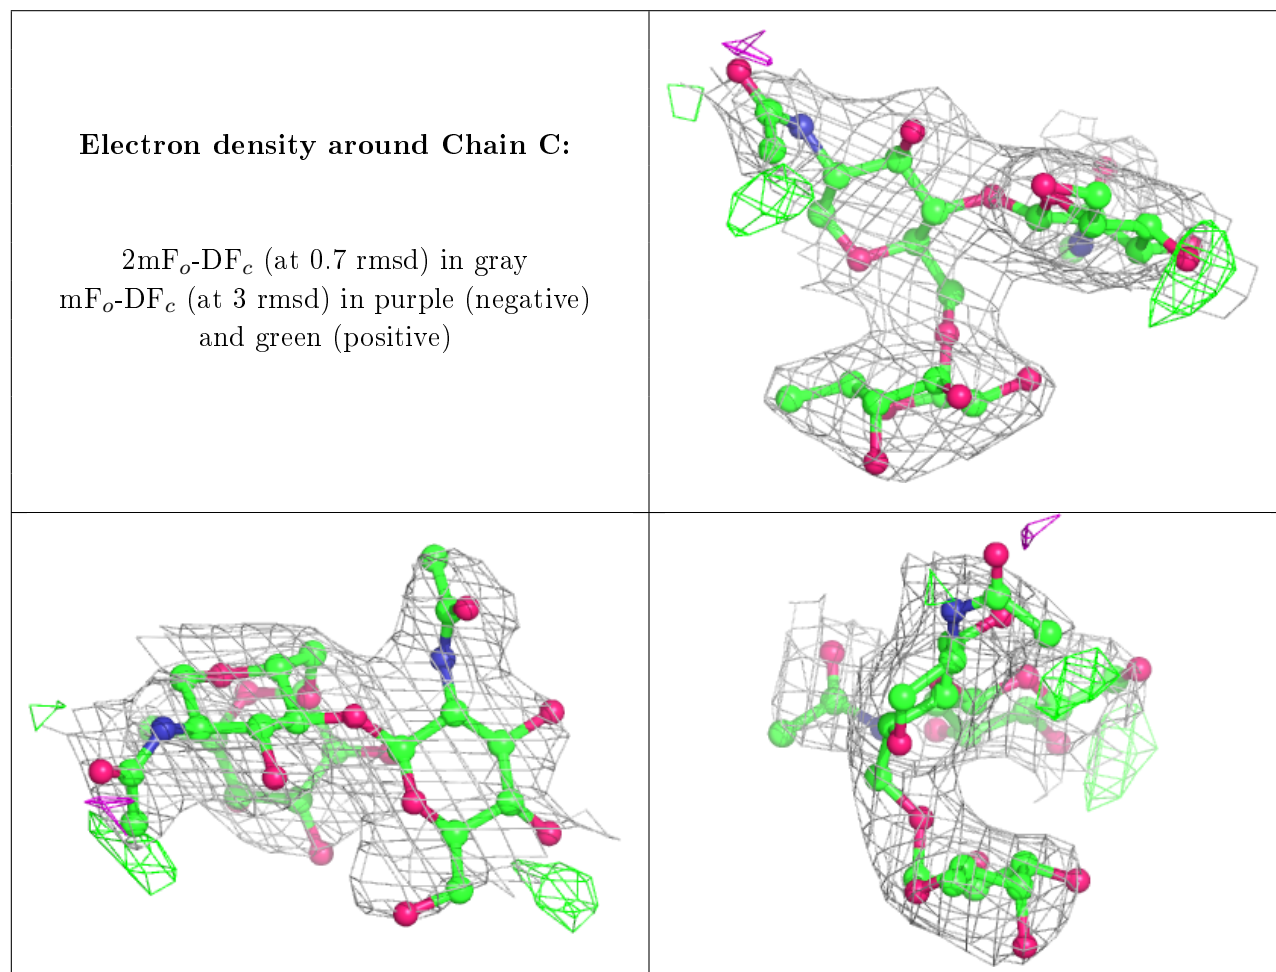 Electron density around Chain C:
2mFo-DFc (at 0.7 rmsd) in gray
mFo-DFc (at 3 rmsd) in purple (negative)
and green (positive)